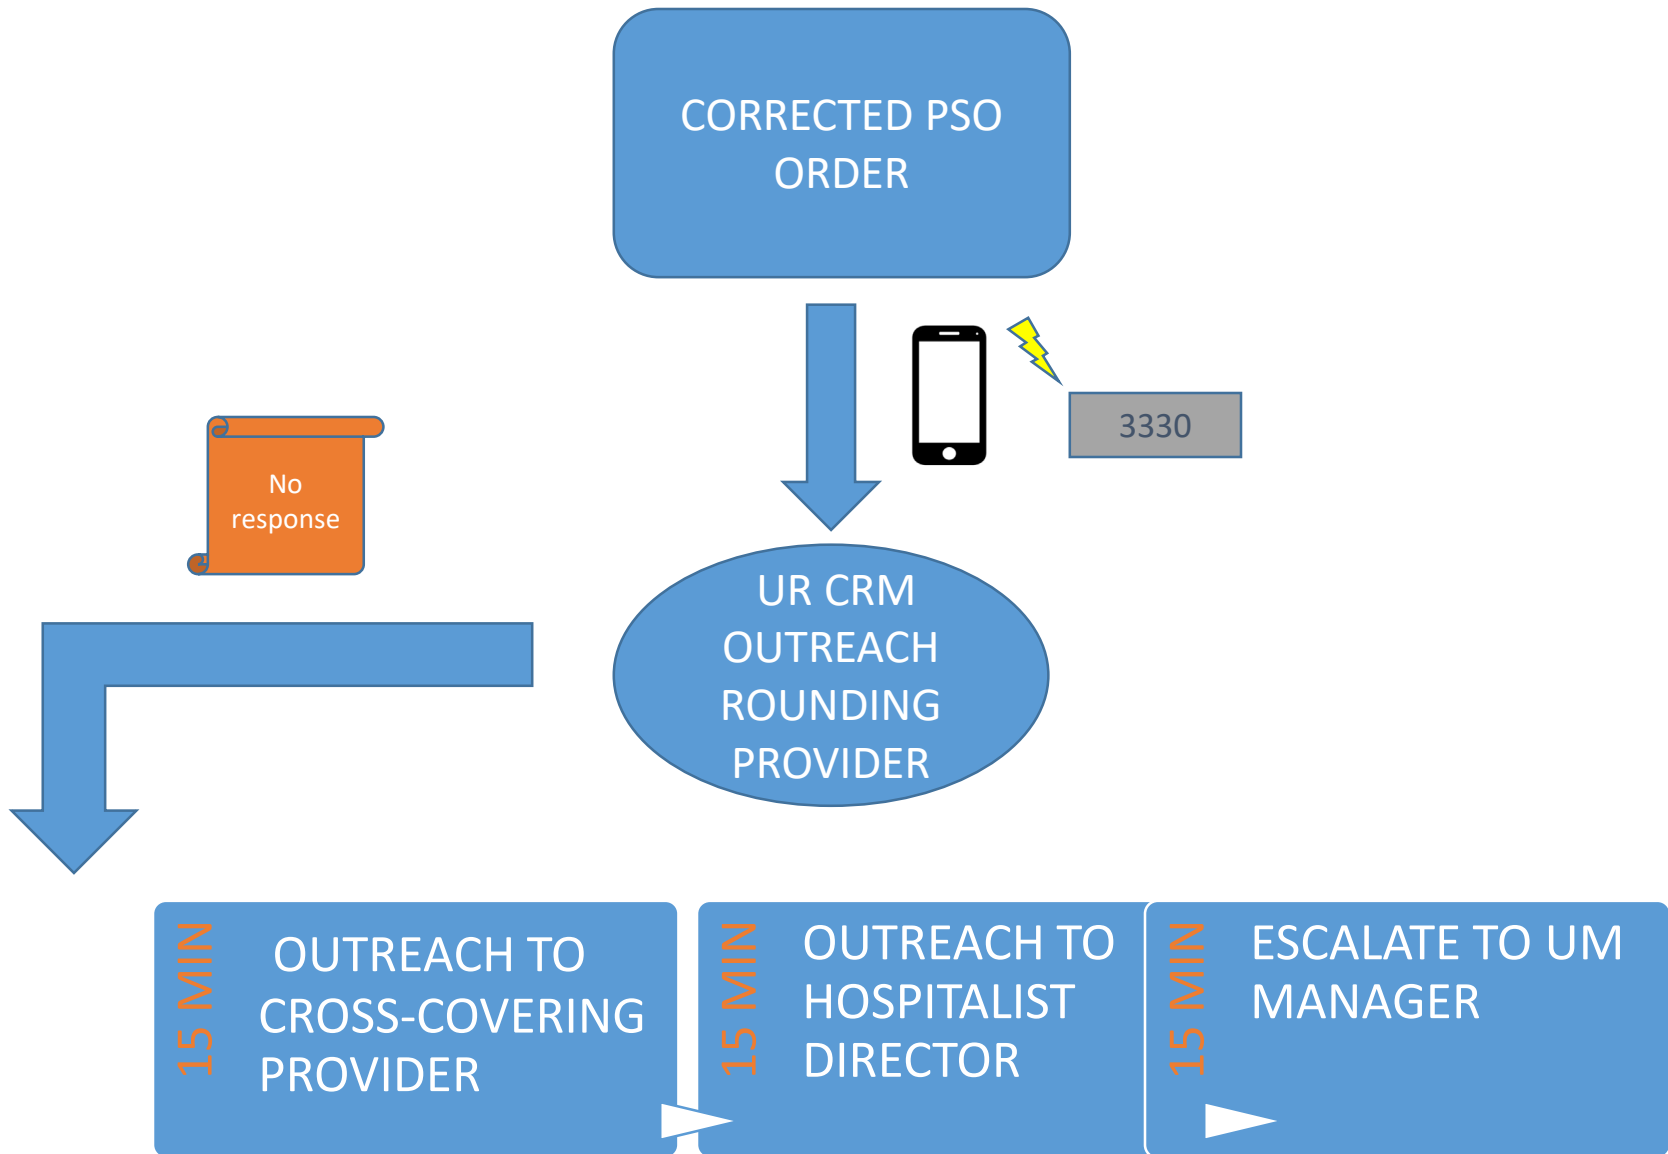 CORRECTED PSO
ORDER
3330
No
response
UR CRM
OUTREACH
ROUNDING
PROVIDER
15 MIN
OUTREACH TO
CROSS-COVERING
PROVIDER
15 MIN
OUTREACH TO
HOSPITALIST
DIRECTOR
15 MIN
ESCALATE TO UM
MANAGER